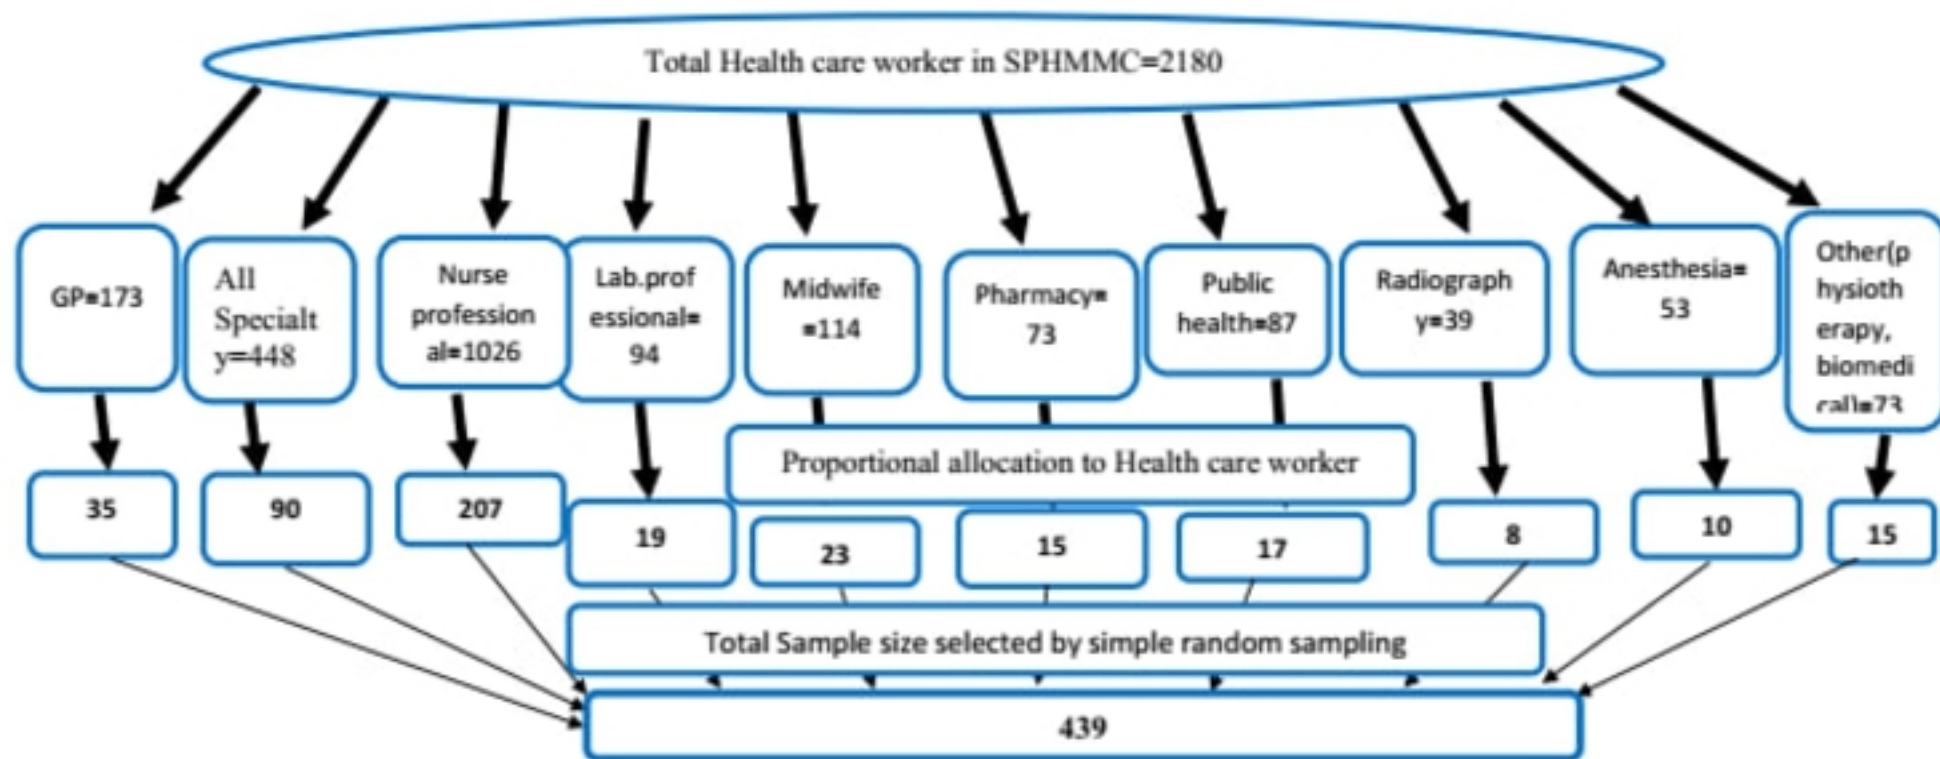 Total Health care worker in SPHMMC=2180
GP=173
All
Specialt
y=448
Nurse
profession
al=1026
Lab.prof
essional=
94
Midwife
=114
Pharmacy=
73
Public
health=87
Radiograph
y=39
Anesthesia=
53
Other(p
hysioth
erapy,
biomedi
cal)=73
Proportional allocation to Health care worker
35
90
207
19
23
15
17
8
10
15
Total Sample size selected by simple random sampling
439